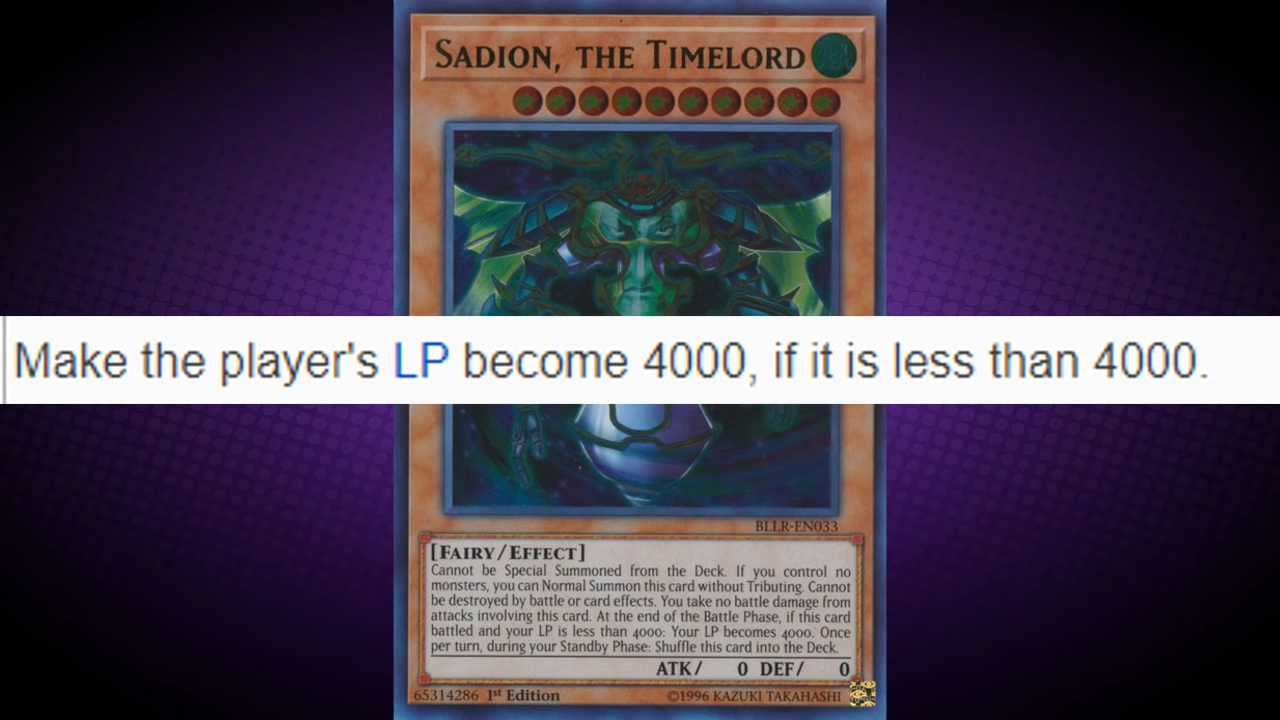 SADION, THE TIMELORD
Make the player's LP become 4000, if it is less than 4000.
BLLR-EN033
[FAIRY/EFFECT]
Cannot be Special Summoned from the Deck. If you control no
monsters, you can Normal Summon this card without Tributing. Cannot
be destroyed by battle or card effects. You take no battle damage from
attacks involving this card. At the end of the Battle Phase, if this card
battled and your LP is less than 4000: Your LP becomes 4000. Once
per turn, during your Standby Phase: Shuffle this card into the Deck.
ATK/ 0 DEF/ 0
65314286 1st Edition ©1996 KAZUKI TAKAHASHI